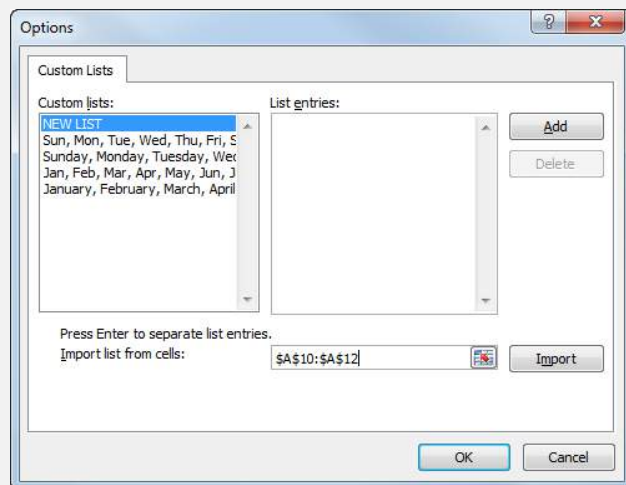 Options
Custom Lists
Custom lists:
List entries:
NEW LIST
Sun, Mon, Tue, Wed, Thu, Fri, S
Sunday, Monday, Tuesday, Wed
Jan, Feb, Mar, Apr, May, Jun, J
January, February, March, April
Add
Delete
Press Enter to separate list entries.
Import list from cells:
$A$10:$A$12
Import
OK
Cancel